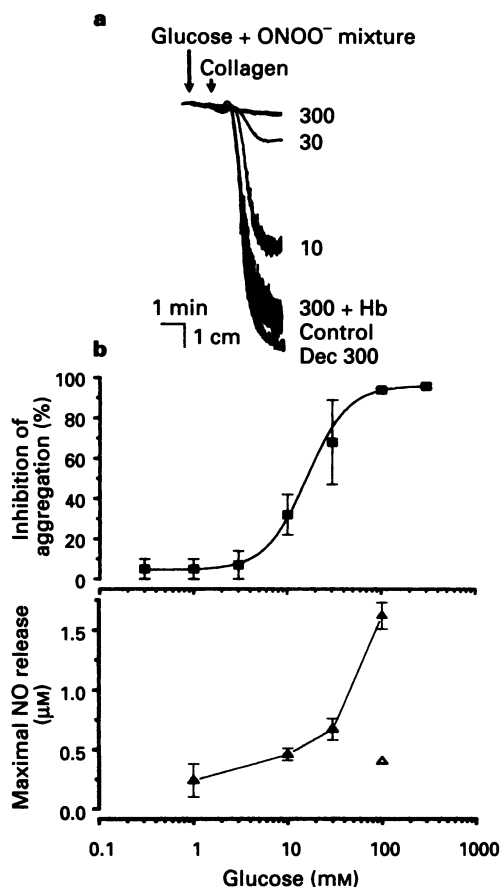 a
Glucose + ONOO⁻ mixture
Collagen
300
30
10
300 + Hb
Control
Dec 300
1 min
1 cm
b
100
80
60
40
20
0
Inhibition of
aggregation (%)
1.5
1.0
0.5
0.0
Maximal NO release
(μM)
0.1
1
10
100
1000
Glucose (mM)